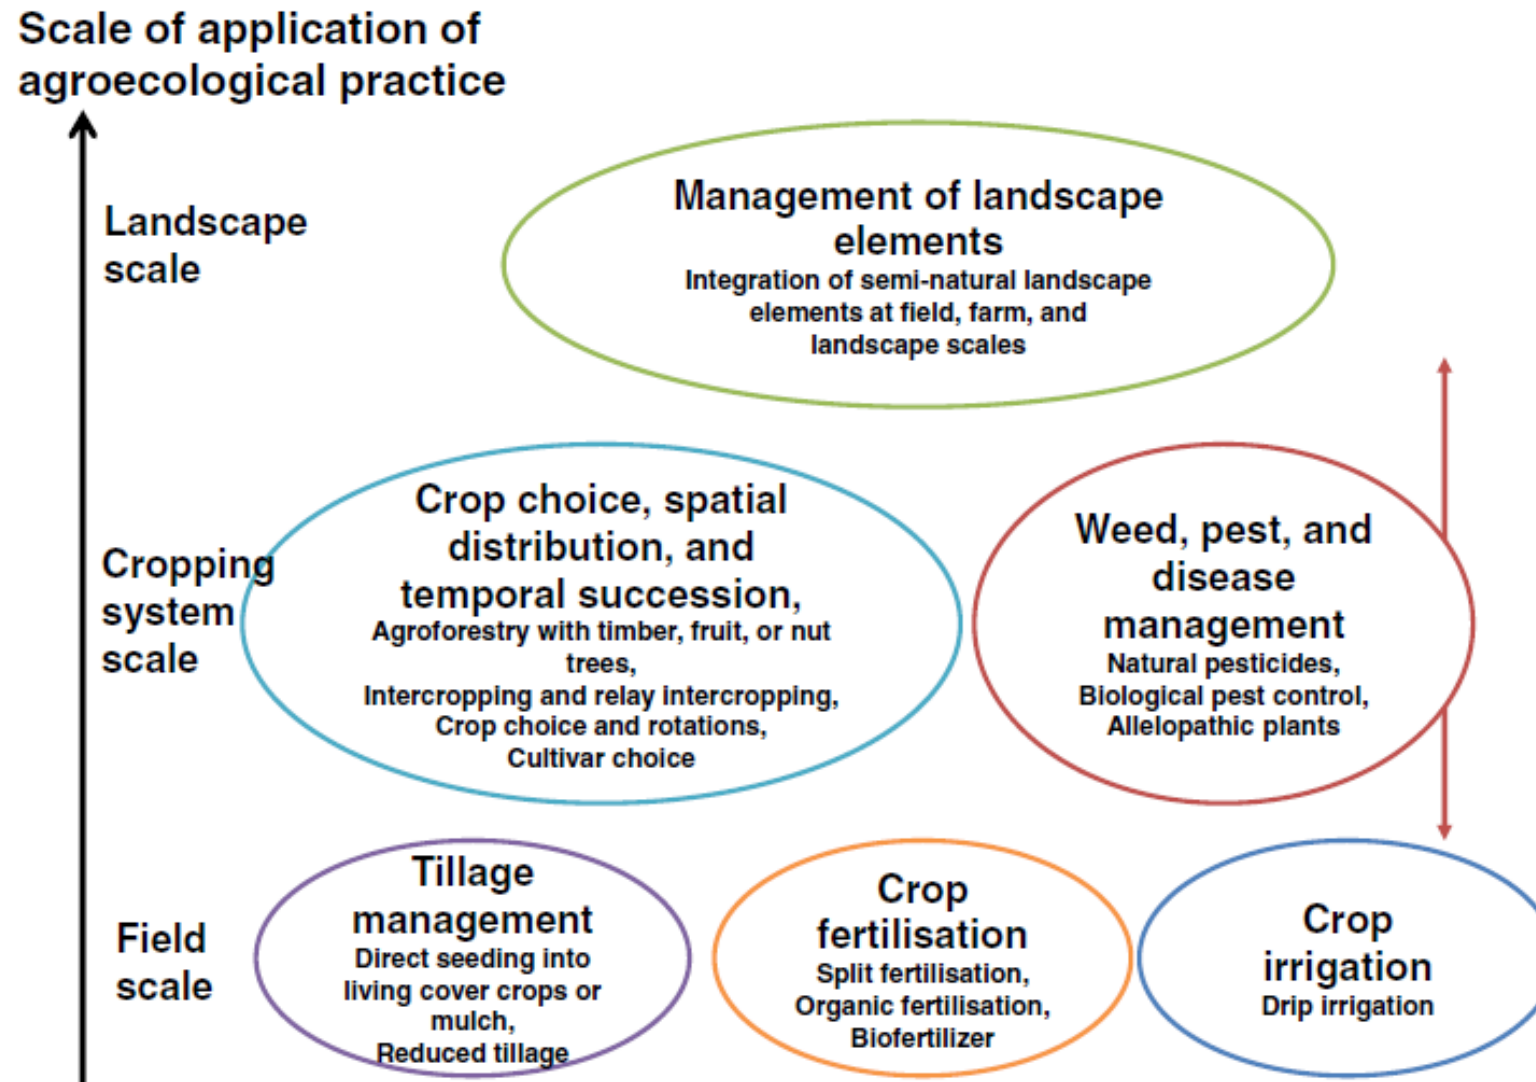 Scale of application of
agroecological practice
Landscape
scale
Management of landscape
elements
Integration of semi-natural landscape
elements at field, farm, and
landscape scales
Cropping
system
scale
Crop choice, spatial
distribution, and
temporal succession,
Agroforestry with timber, fruit, or nut
trees,
Intercropping and relay intercropping,
Crop choice and rotations,
Cultivar choice
Weed, pest, and
disease
management
Natural pesticides,
Biological pest control,
Allelopathic plants
Field
scale
Tillage
management
Direct seeding into
living cover crops or
mulch,
Reduced tillage
Crop
fertilisation
Split fertilisation,
Organic fertilisation,
Biofertilizer
Crop
irrigation
Drip irrigation